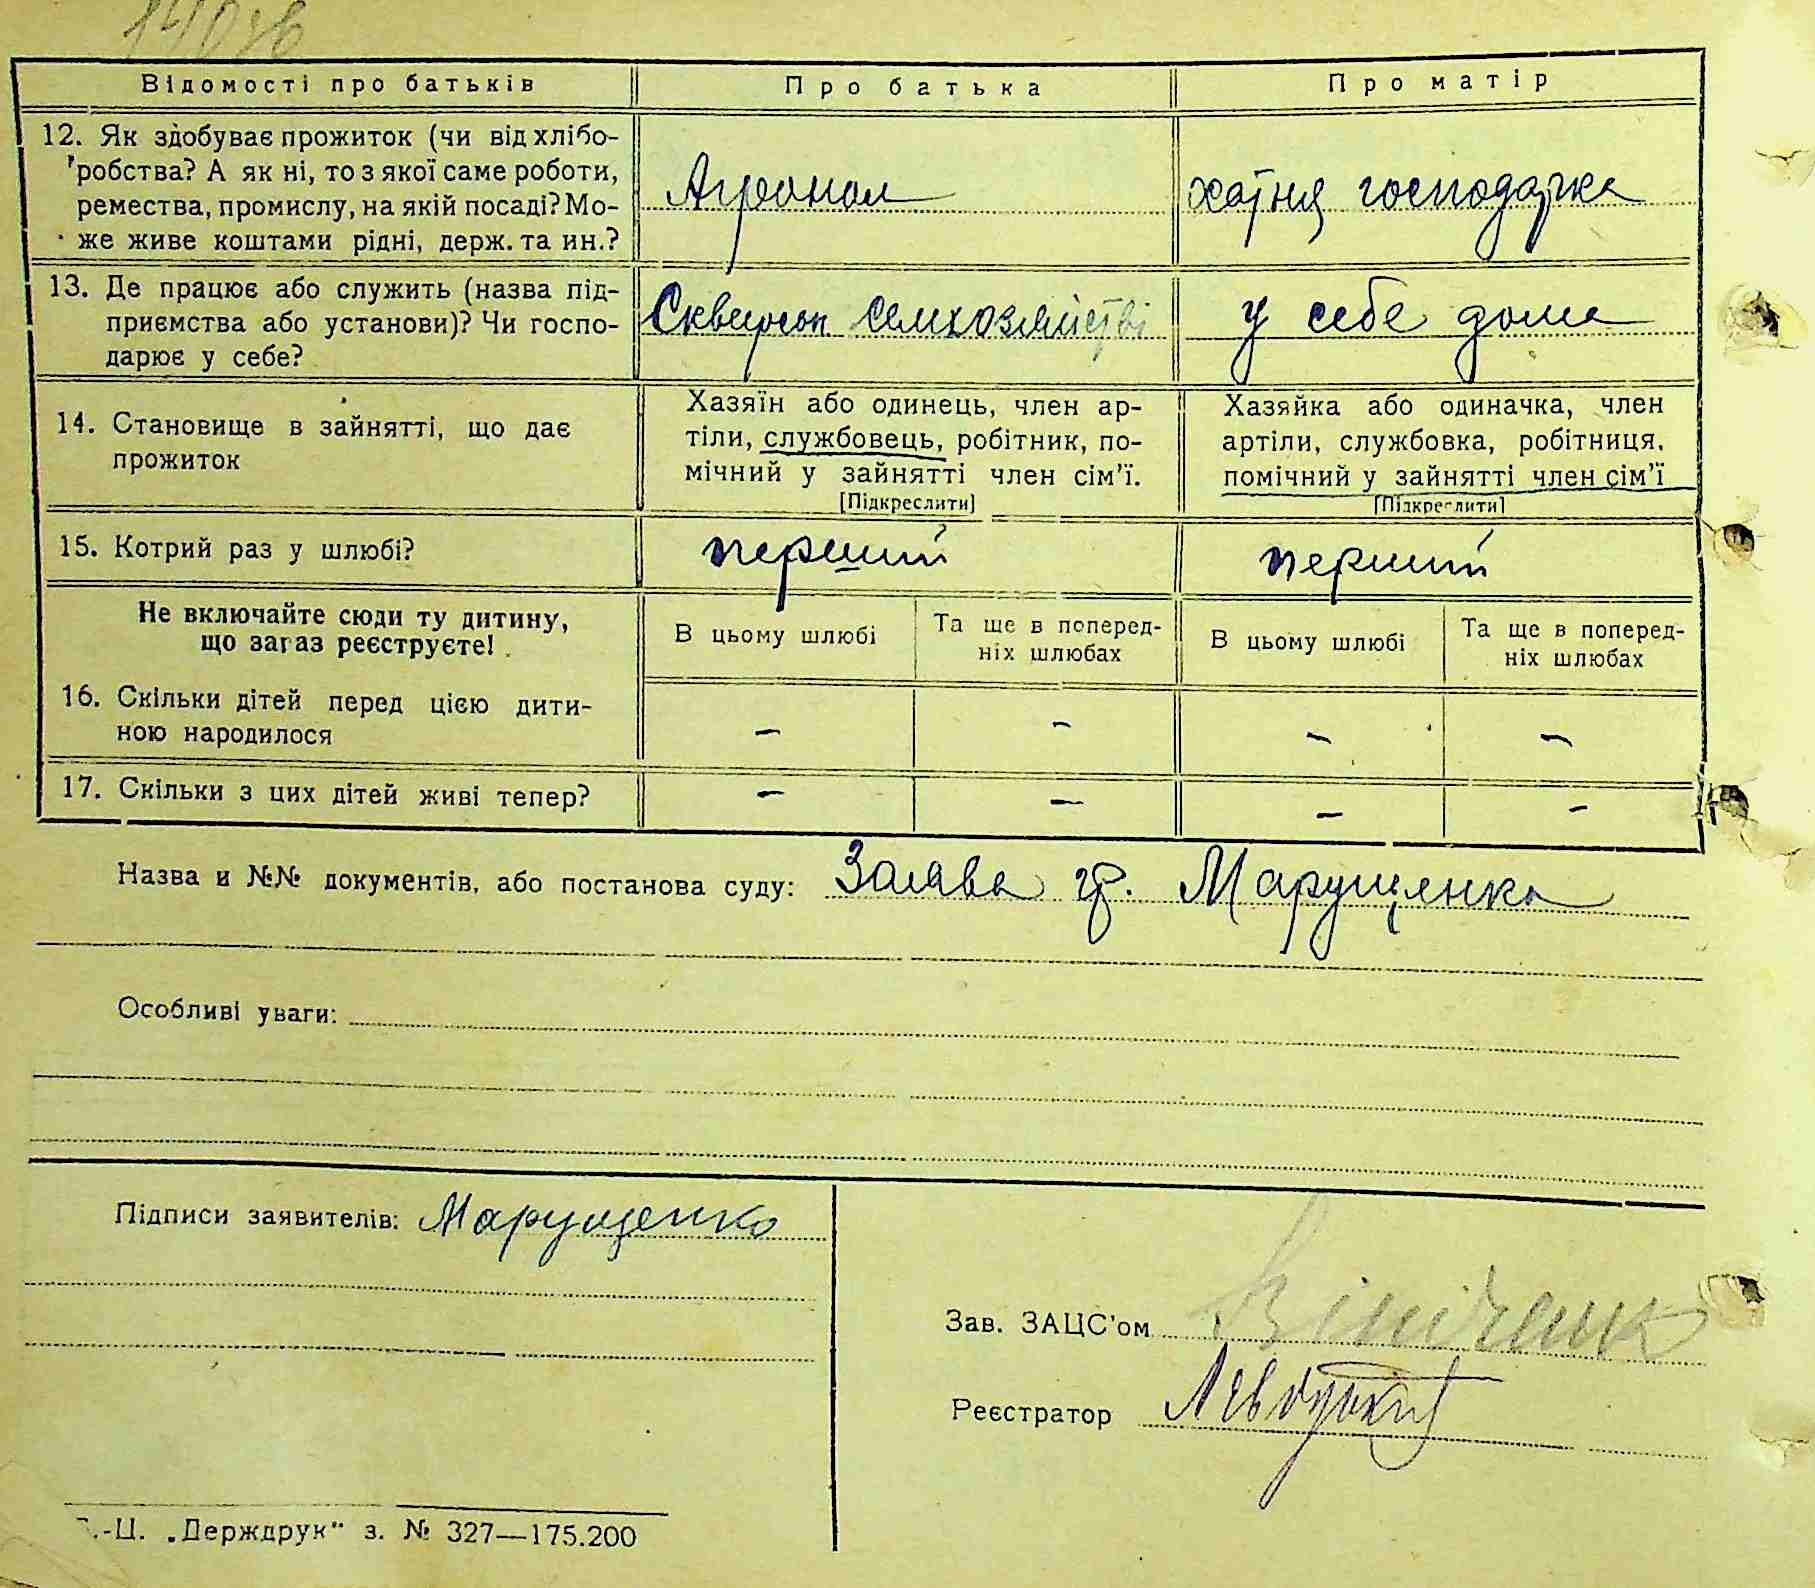 Відомості про батьків
Про батька
Про матір
12. Як здобуває прожиток (чи від хлібо-
робства? А як ні, то з якої саме роботи,
ремества, промислу, на якій посаді? Мо-
же живе коштами рідні, держ. та ин.?
Агроном
хатня господарка
13. Де працює або служить (назва під-
приємства або установи)? Чи госпо-
дарює у себе?
у себе дома
14. Становище в зайнятті, що дає
прожиток
Хазяїн або одинець, член ар-
тіли, службовець, робітник, по-
мічний у зайнятті член сім'ї.
[Підкреслити]
Хазяйка або одиначка, член
артіли, службовка, робітниця,
помічний у зайнятті член сім'ї
[Підкреслити]
15. Котрий раз у шлюбі?
перший
перший
Не включайте сюди ту дитину,
що зараз реєструєте!
В цьому шлюбі
Та ще в поперед-
ніх шлюбах
В цьому шлюбі
Та ще в поперед-
ніх шлюбах
16. Скільки дітей перед цією дити-
ною народилося
– – – –
17. Скільки з цих дітей живі тепер?
– – – –
Назва и №№ документів, або постанова суду: Заява гр. Марущенко
Особливі уваги:
Підписи заявителів: Марущенко
Зав. ЗАЦС'ом
Реєстратор
-Ц. „Держдрук" з. № 327—175.200